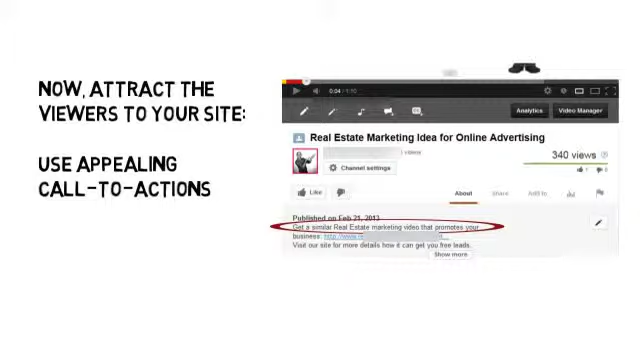 NOW, ATTRACT THE
VIEWERS TO YOUR SITE:
USE APPEALING
CALL-TO-ACTIONS
Analytics
Video Manager
Real Estate Marketing Idea for Online Advertising
videos
340 views
Channel settings
Like
About
Share
Add to
Published on Feb 21, 2013
Get a similar Real Estate marketing video that promotes your
business: http://www.
Visit our site for more details how it can get you free leads.
Show more